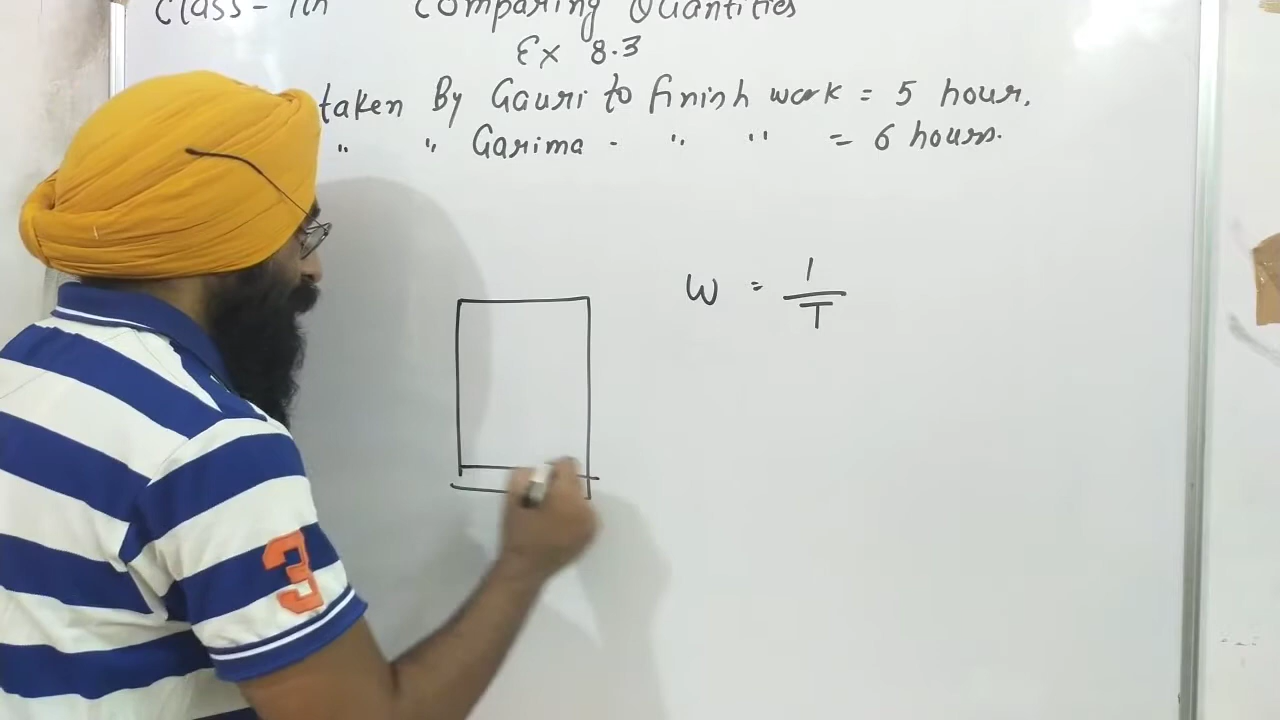 Class - 7th Comparing Quantities
Ex 8.3
taken By Gauri to finish work = 5 hour.
" " Garima - " " = 6 hours.
W = 1/T
3